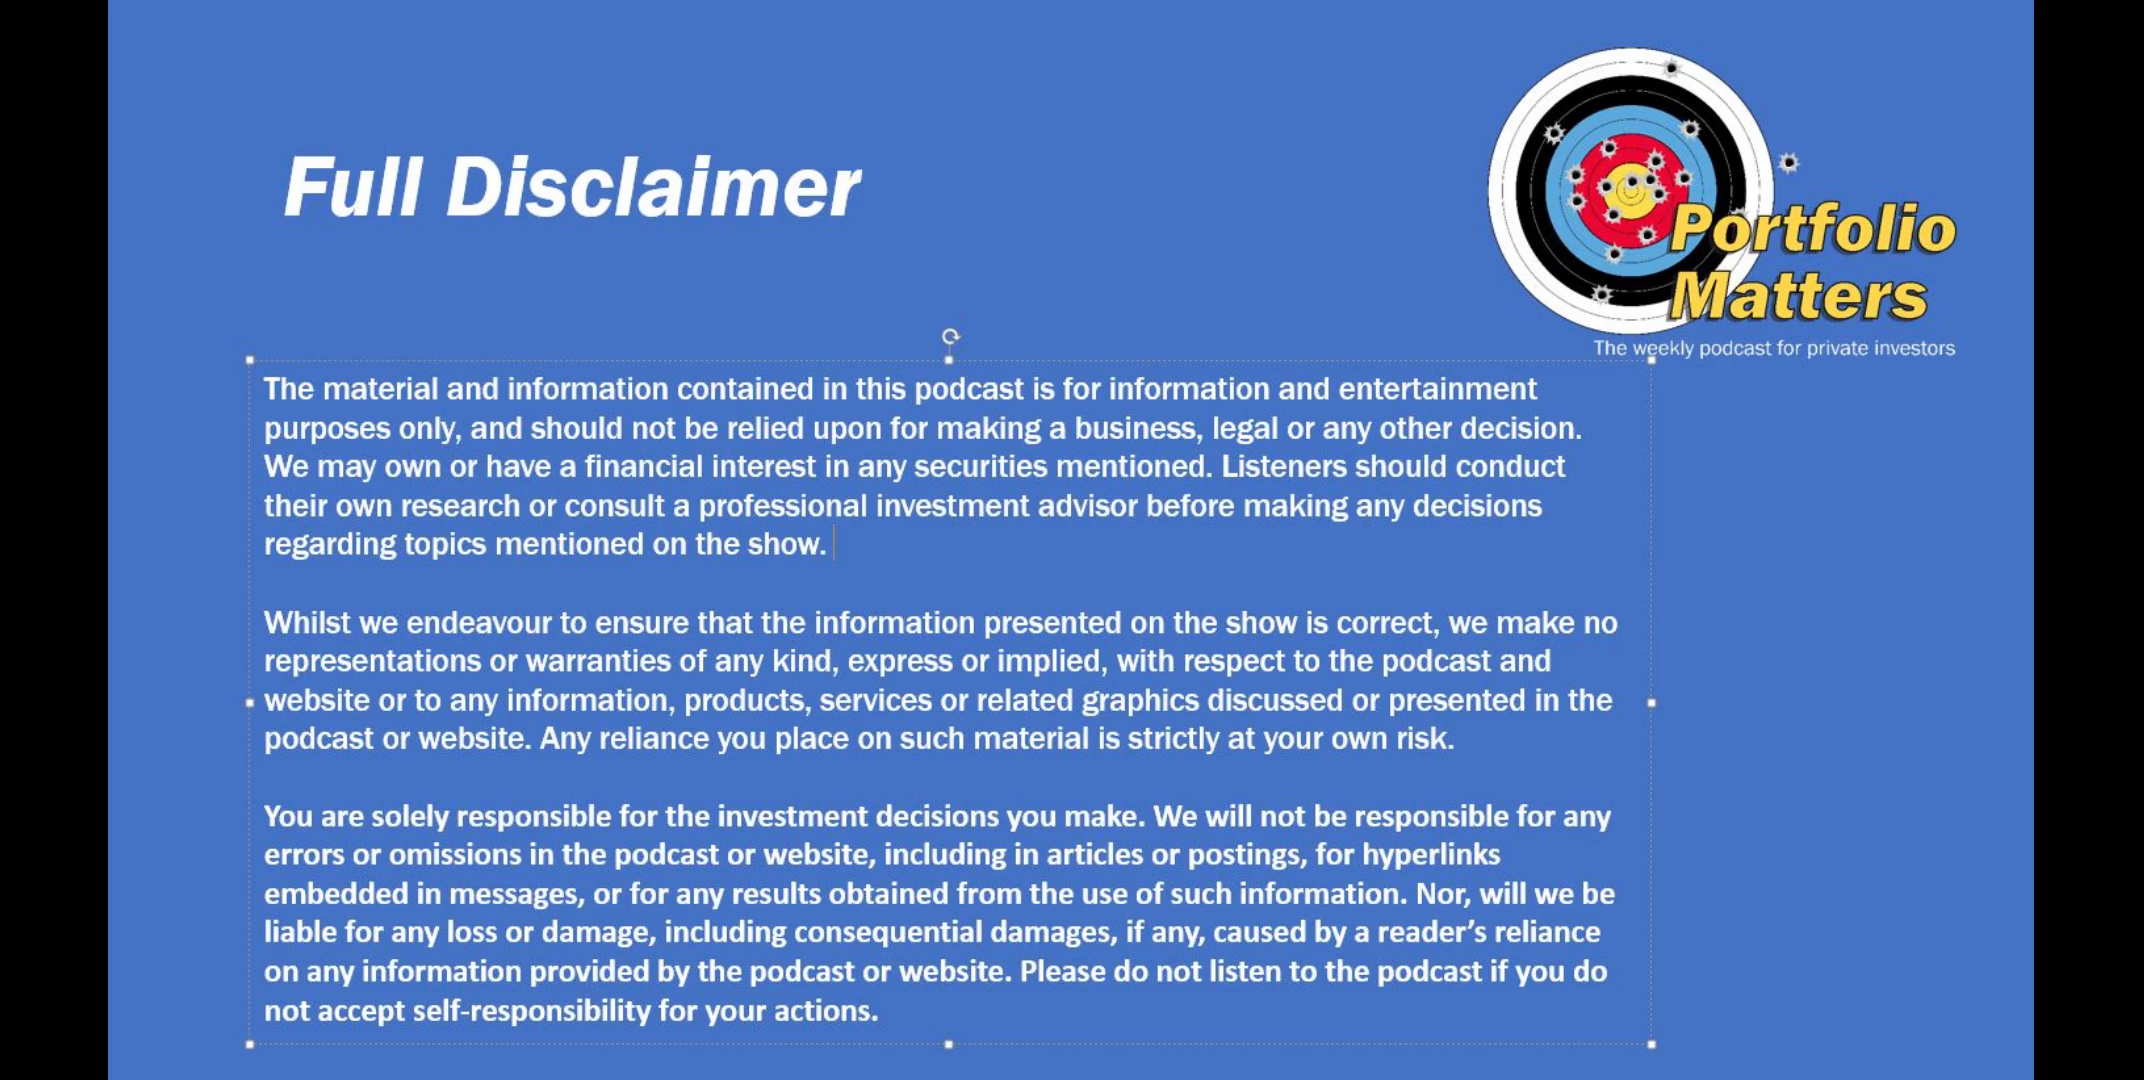 Full Disclaimer
Portfolio
Matters
The weekly podcast for private investors
The material and information contained in this podcast is for information and entertainment
purposes only, and should not be relied upon for making a business, legal or any other decision.
We may own or have a financial interest in any securities mentioned. Listeners should conduct
their own research or consult a professional investment advisor before making any decisions
regarding topics mentioned on the show.
Whilst we endeavour to ensure that the information presented on the show is correct, we make no
representations or warranties of any kind, express or implied, with respect to the podcast and
website or to any information, products, services or related graphics discussed or presented in the
podcast or website. Any reliance you place on such material is strictly at your own risk.
You are solely responsible for the investment decisions you make. We will not be responsible for any
errors or omissions in the podcast or website, including in articles or postings, for hyperlinks
embedded in messages, or for any results obtained from the use of such information. Nor, will we be
liable for any loss or damage, including consequential damages, if any, caused by a reader’s reliance
on any information provided by the podcast or website. Please do not listen to the podcast if you do
not accept self-responsibility for your actions.